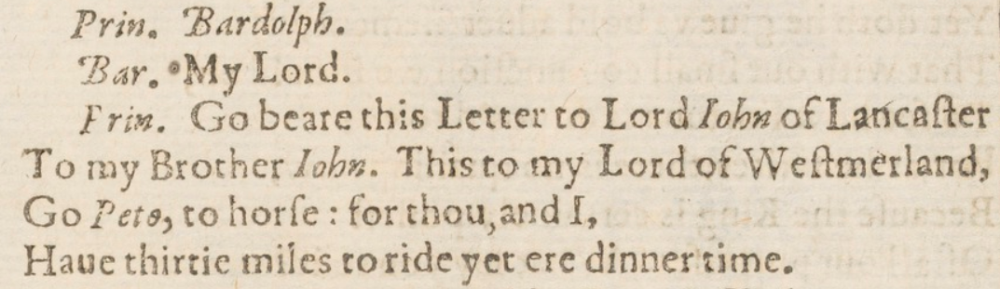 Prin. Bardolph.
Bar. My Lord.
Prin. Go beare this Letter to Lord Iohn of Lancaſter
To my Brother Iohn. This to my Lord of Weſtmerland,
Go Peto, to horſe : for thou, and I,
Haue thirtie miles to ride yet ere dinner time.